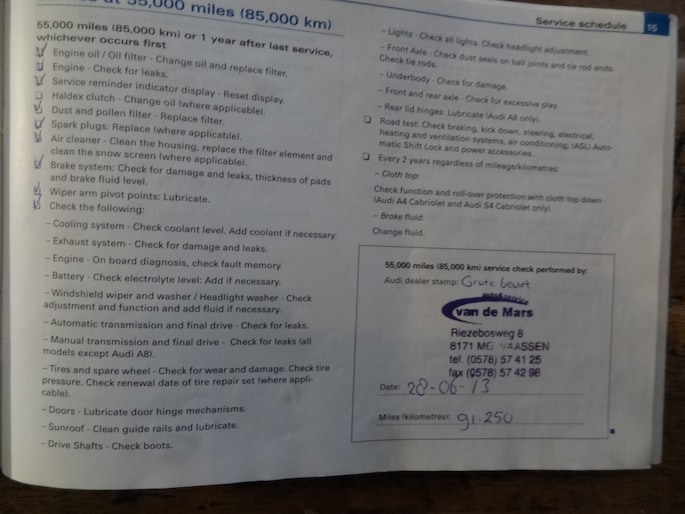 at 55,000 miles (85,000 km)
Service schedule
15
55,000 miles (85,000 km) or 1 year after last service,
whichever occurs first
Engine oil / Oil filter - Change oil and replace filter.
Engine - Check for leaks.
Service reminder indicator display - Reset display.
Haldex clutch - Change oil (where applicable).
Dust and pollen filter - Replace filter.
Spark plugs: Replace (where applicable).
Air cleaner - Clean the housing, replace the filter element and
clean the snow screen (where applicable).
Brake system: Check for damage and leaks, thickness of pads
and brake fluid level.
Wiper arm pivot points: Lubricate.
Check the following:
- Cooling system - Check coolant level. Add coolant if necessary.
- Exhaust system - Check for damage and leaks.
- Engine - On board diagnosis, check fault memory.
- Battery - Check electrolyte level: Add if necessary.
- Windshield wiper and washer / Headlight washer - Check
adjustment and function and add fluid if necessary.
- Automatic transmission and final drive - Check for leaks.
- Manual transmission and final drive - Check for leaks (all
models except Audi A8).
- Tires and spare wheel - Check for wear and damage. Check tire
pressure. Check renewal date of tire repair set (where appli-
cable).
- Doors - Lubricate door hinge mechanisms.
- Sunroof - Clean guide rails and lubricate.
- Drive Shafts - Check boots.
- Lights - Check all lights. Check headlight adjustment.
- Front Axle - Check dust seals on ball joints and tie rod ends.
Check tie rods.
- Underbody - Check for damage.
- Front and rear axle - Check for excessive play.
- Rear lid hinges: Lubricate (Audi A8 only).
Road test: Check braking, kick down, steering, electrical,
heating and ventilation systems, air conditioning, (ASL) Auto-
matic Shift Lock and power accessories.
Every 2 years regardless of mileage/kilometres:
- Cloth top:
Check function and roll-over protection with cloth top down
(Audi A4 Cabriolet and Audi S4 Cabriolet only).
- Brake fluid:
Change fluid.
55,000 miles (85,000 km) service check performed by:
Audi dealer stamp: Grote beurt
autoservice
van de Mars
Riezebosweg 8
8171 MG VAASSEN
tel. (0578) 57 41 25
fax (0578) 57 42 98
Date: 28-06-13
Miles (kilometres): 91.250